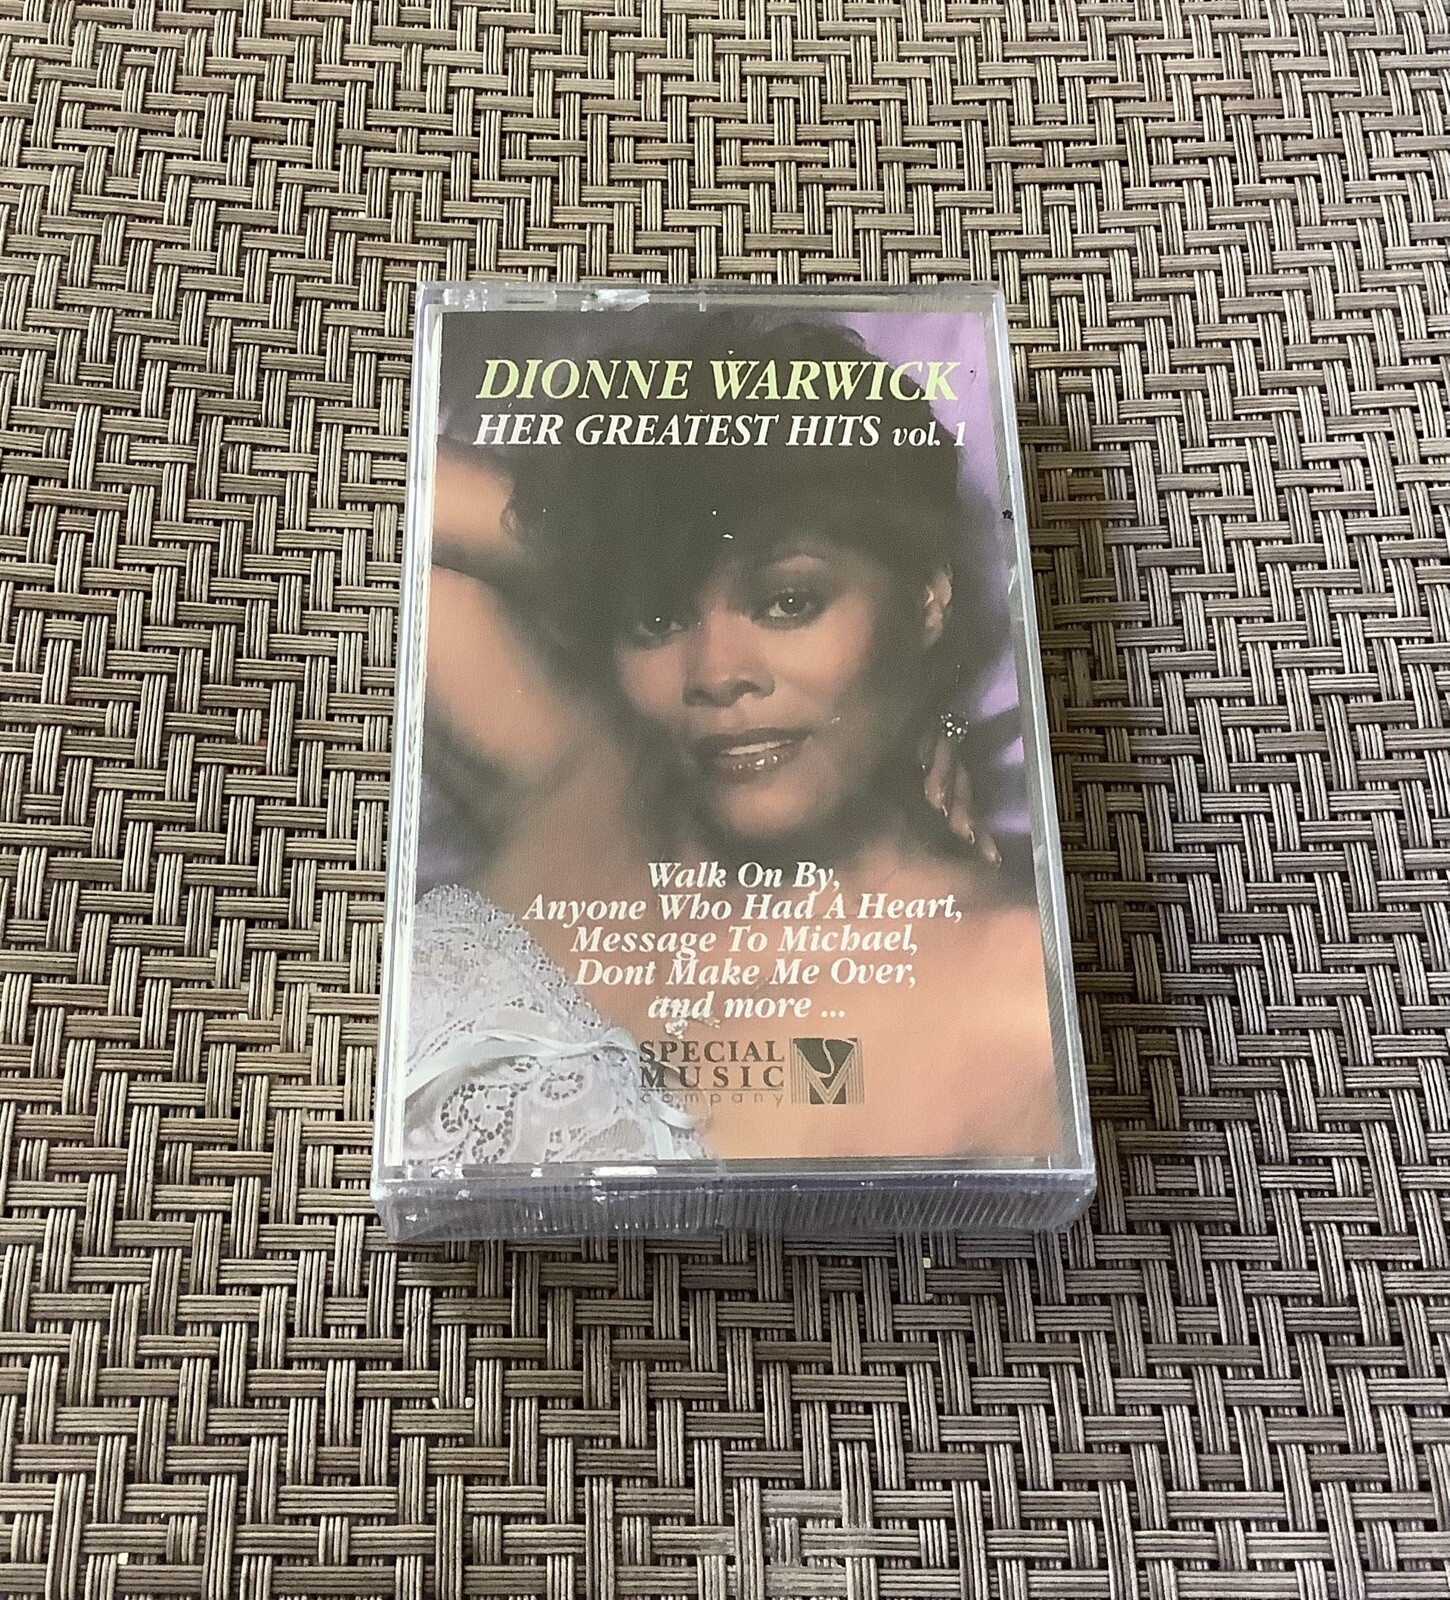 DIONNE WARWICK
HER GREATEST HITS vol. 1
Walk On By,
Anyone Who Had A Heart,
Message To Michael,
Dont Make Me Over,
and more ...
SPECIAL
MUSIC
company